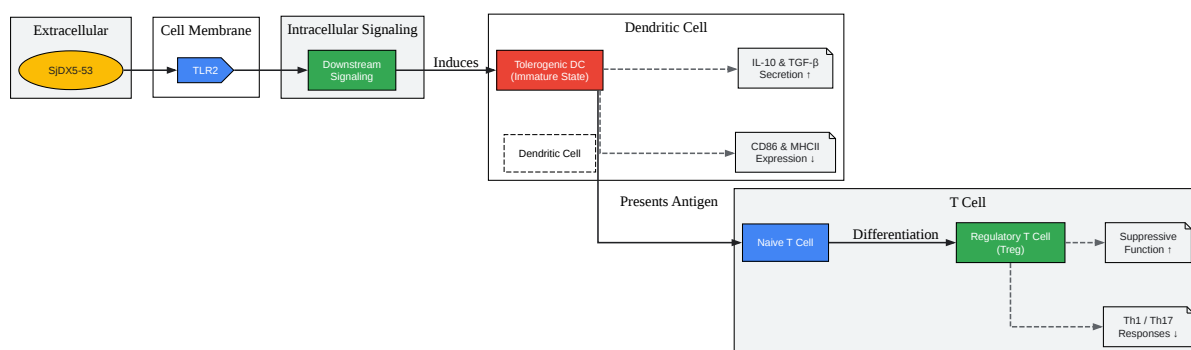 Extracellular
SjDX5-53
Cell Membrane
TLR2
Intracellular Signaling
Downstream
Signaling
Induces
Dendritic Cell
Tolerogenic DC
(Immature State)
IL-10 & TGF-β
Secretion ↑
Dendritic Cell
CD86 & MHCII
Expression ↓
Presents Antigen
T Cell
Naive T Cell
Differentiation
Regulatory T Cell
(Treg)
Suppressive
Function ↑
Th1 / Th17
Responses ↓